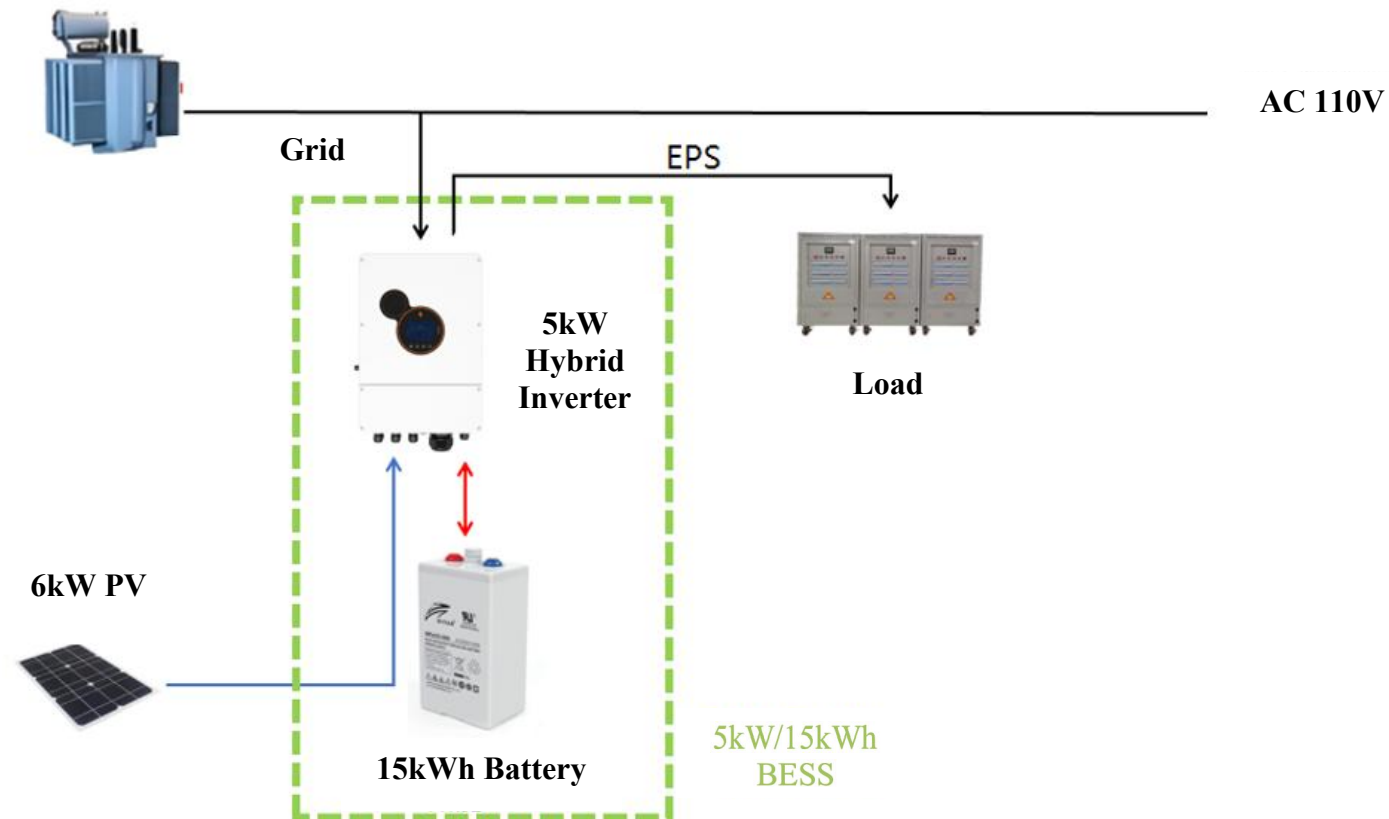 AC 110V
Grid
EPS
5kW
Hybrid
Inverter
Load
6kW PV
15kWh Battery
5kW/15kWh
BESS